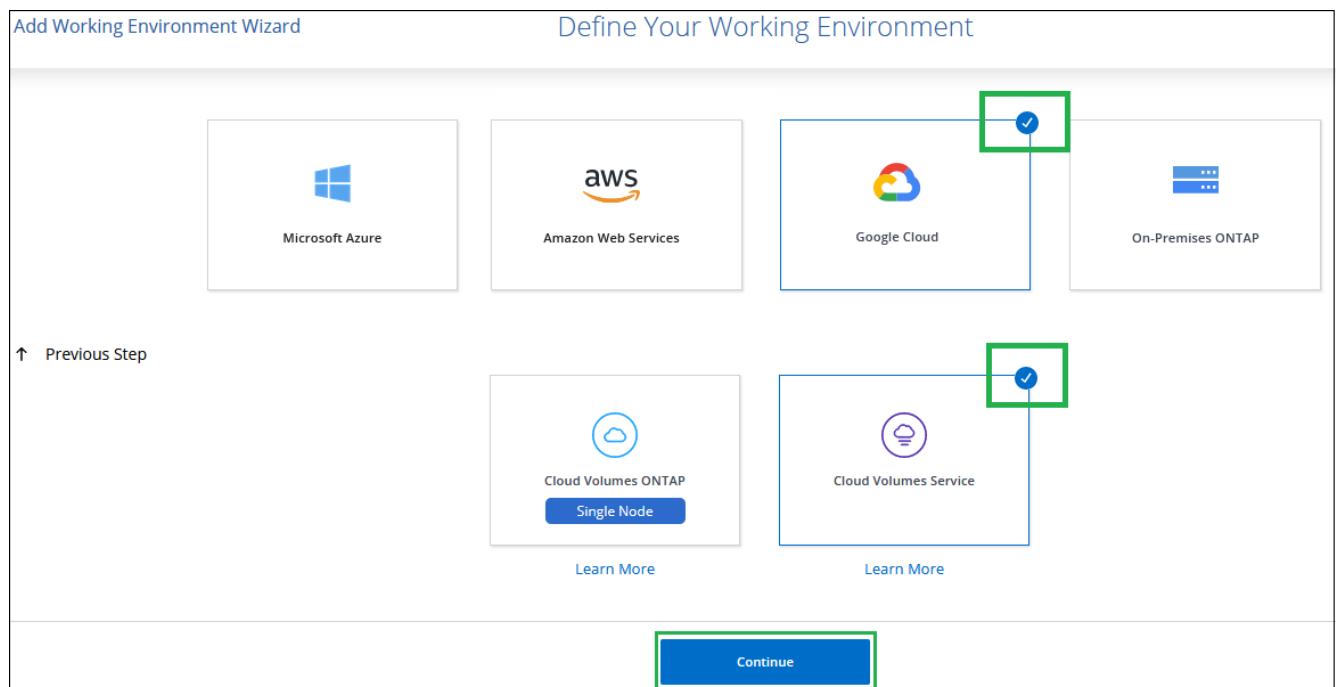 Add Working Environment Wizard
Define Your Working Environment
aws
Microsoft Azure
Amazon Web Services
Google Cloud
On-Premises ONTAP
↑ Previous Step
Cloud Volumes ONTAP
Single Node
Cloud Volumes Service
Learn More
Learn More
Continue